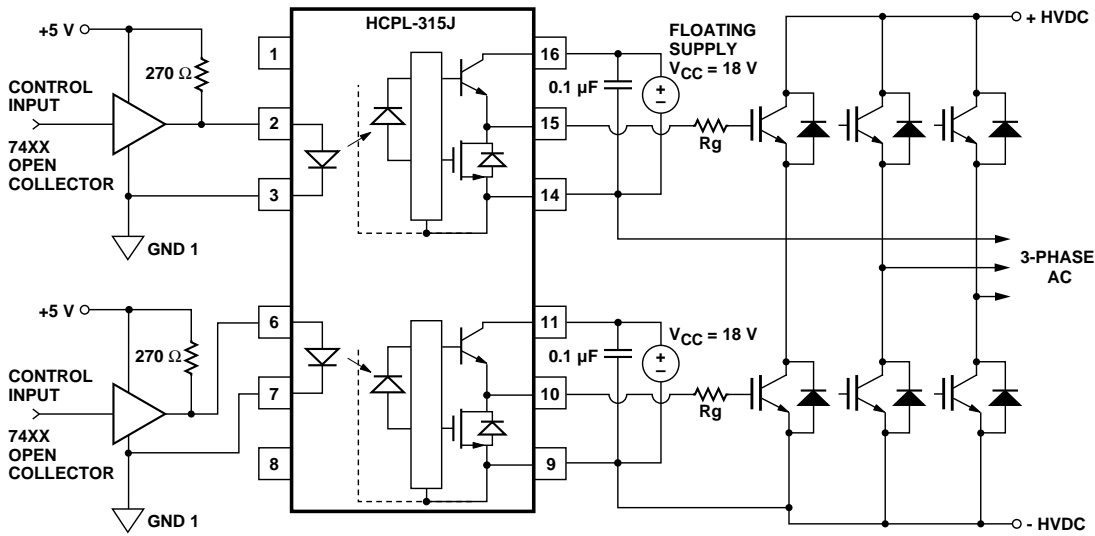 HCPL-315J
+5 V
270 Ω
CONTROL
INPUT
74XX
OPEN
COLLECTOR
GND 1
1
2
3
16
15
14
0.1 µF
FLOATING
SUPPLY
VCC = 18 V
+
–
Rg
+ HVDC
3-PHASE
AC
+5 V
270 Ω
CONTROL
INPUT
74XX
OPEN
COLLECTOR
GND 1
6
7
8
11
10
9
0.1 µF
VCC = 18 V
+
–
Rg
- HVDC